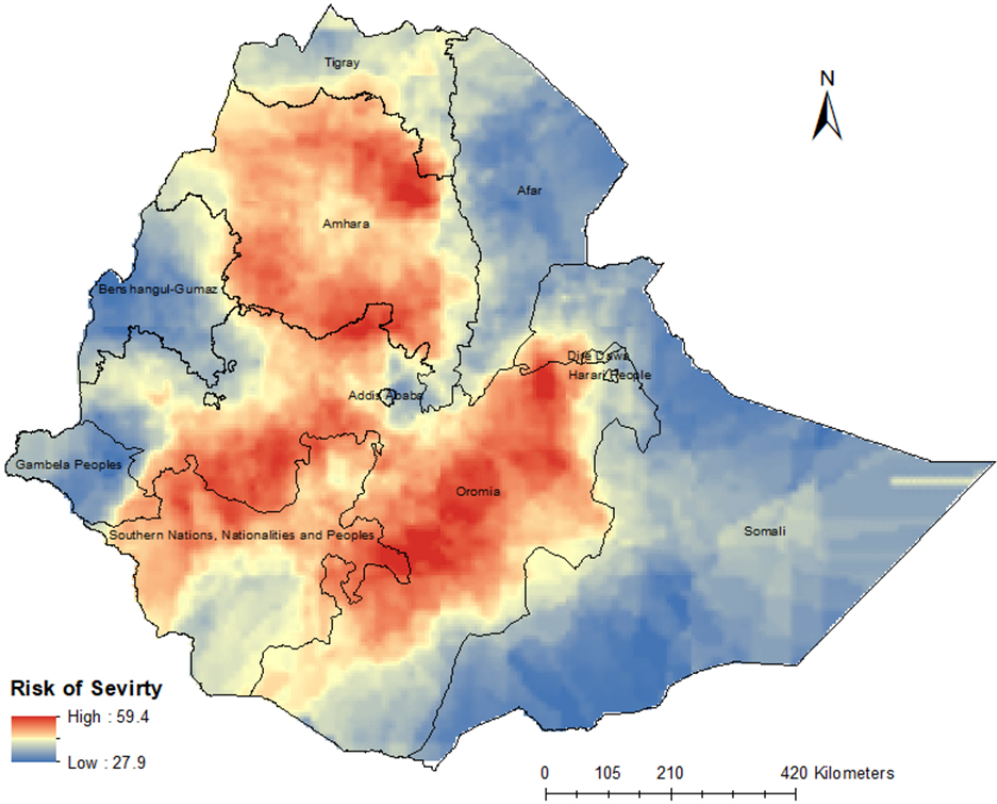 Tigray
N
Afar
Amhara
Benshangul-Gumaz
Dire Dawa
Harari People
Addis Ababa
Gambela Peoples
Oromia
Southern Nations, Nationalities and Peoples
Somali
Risk of Sevirty
High : 59.4
Low : 27.9
0 105 210 420 Kilometers